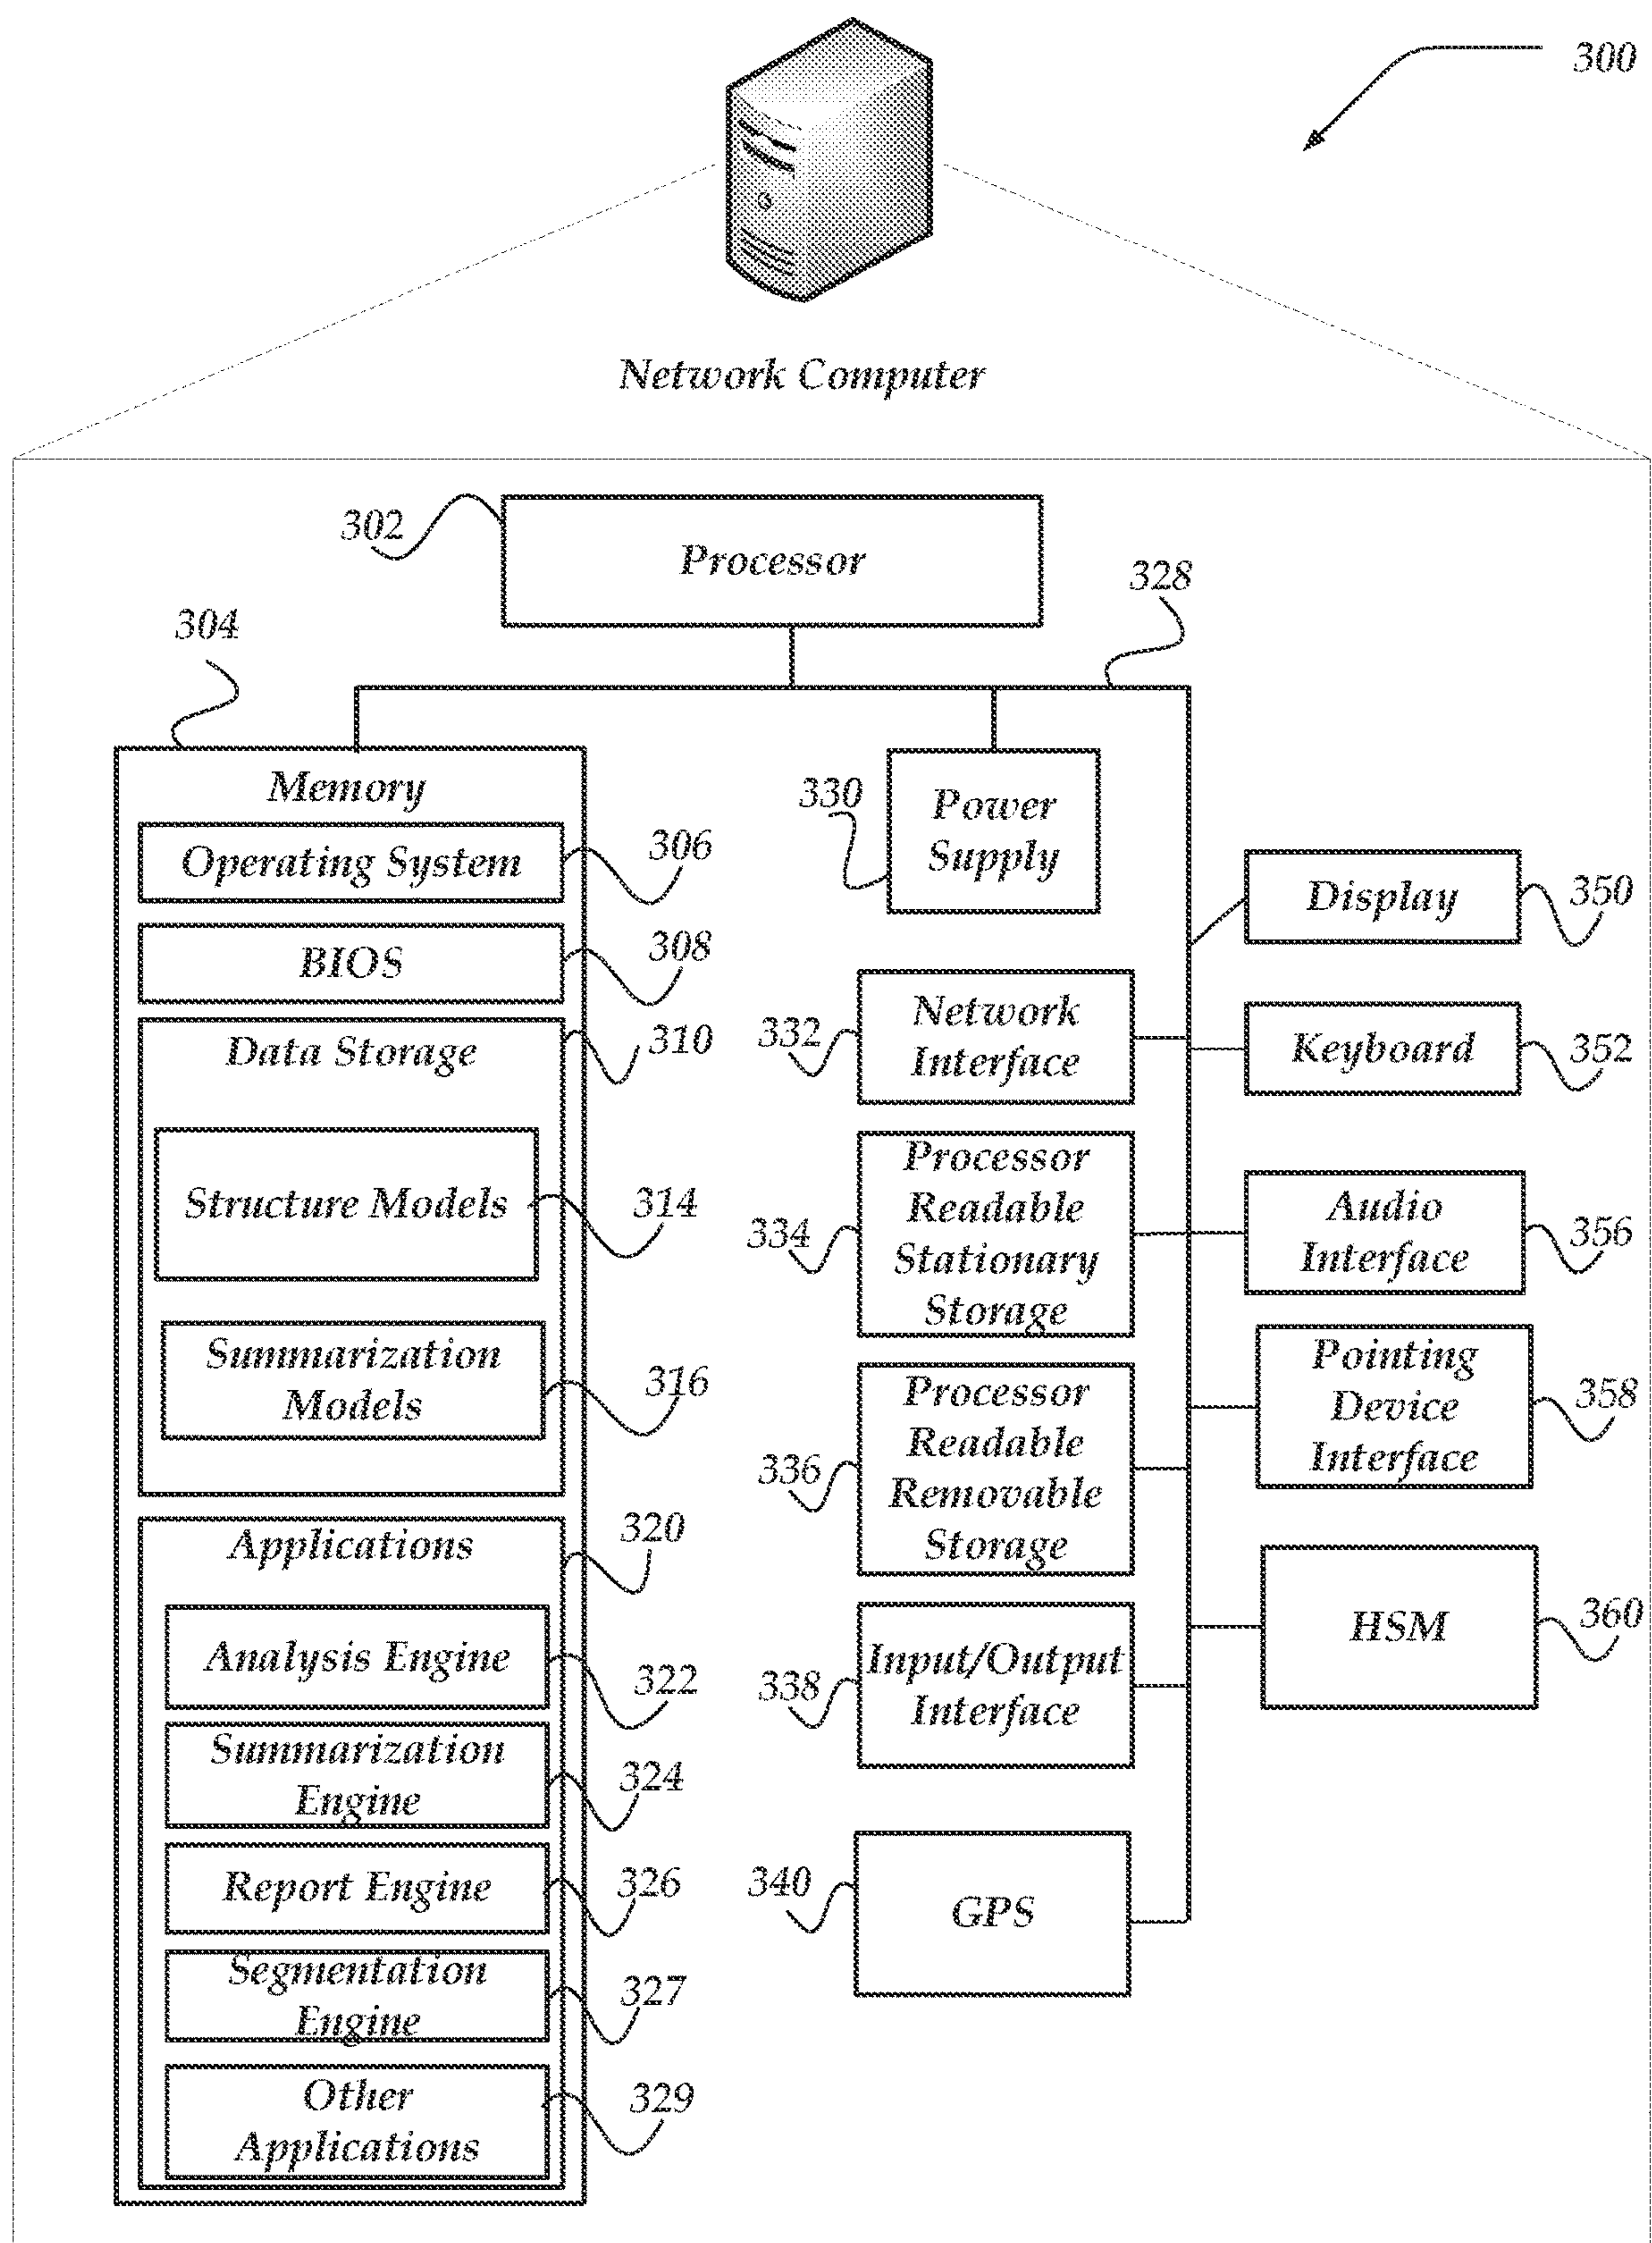 300
Network Computer
302
Processor
328
304
Memory
Operating System
306
BIOS
308
Data Storage
310
Structure Models
314
Summarization
Models
316
Applications
320
Analysis Engine
322
Summarization
Engine
324
Report Engine
326
Segmentation
Engine
327
Other
Applications
329
330
Power
Supply
332
Network
Interface
334
Processor
Readable
Stationary
Storage
336
Processor
Readable
Removable
Storage
338
Input/Output
Interface
340
GPS
Display
350
Keyboard
352
Audio
Interface
356
Pointing
Device
Interface
358
HSM
360